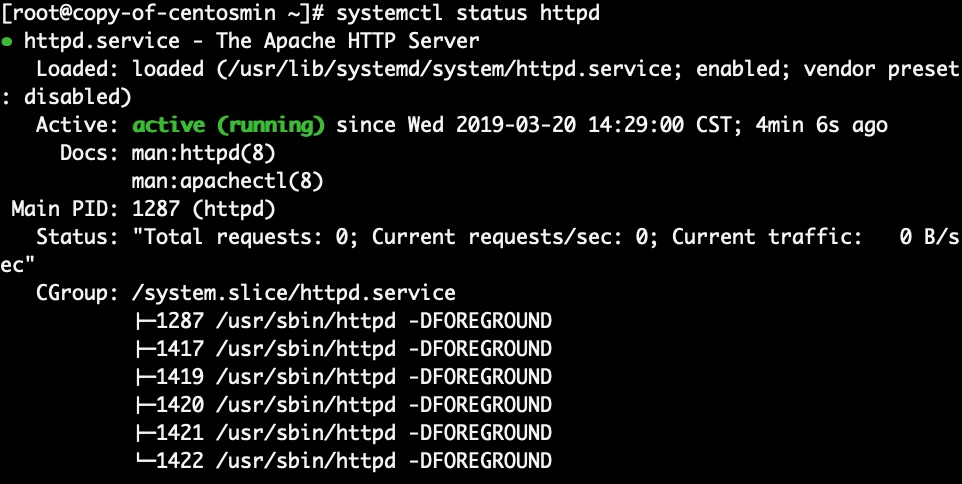 [root@copy-of-centosmin ~]# systemctl status httpd
● httpd.service - The Apache HTTP Server
   Loaded: loaded (/usr/lib/systemd/system/httpd.service; enabled; vendor preset
: disabled)
   Active: active (running) since Wed 2019-03-20 14:29:00 CST; 4min 6s ago
     Docs: man:httpd(8)
           man:apachectl(8)
 Main PID: 1287 (httpd)
   Status: "Total requests: 0; Current requests/sec: 0; Current traffic:   0 B/s
ec"
   CGroup: /system.slice/httpd.service
           ├─1287 /usr/sbin/httpd -DFOREGROUND
           ├─1417 /usr/sbin/httpd -DFOREGROUND
           ├─1419 /usr/sbin/httpd -DFOREGROUND
           ├─1420 /usr/sbin/httpd -DFOREGROUND
           ├─1421 /usr/sbin/httpd -DFOREGROUND
           └─1422 /usr/sbin/httpd -DFOREGROUND